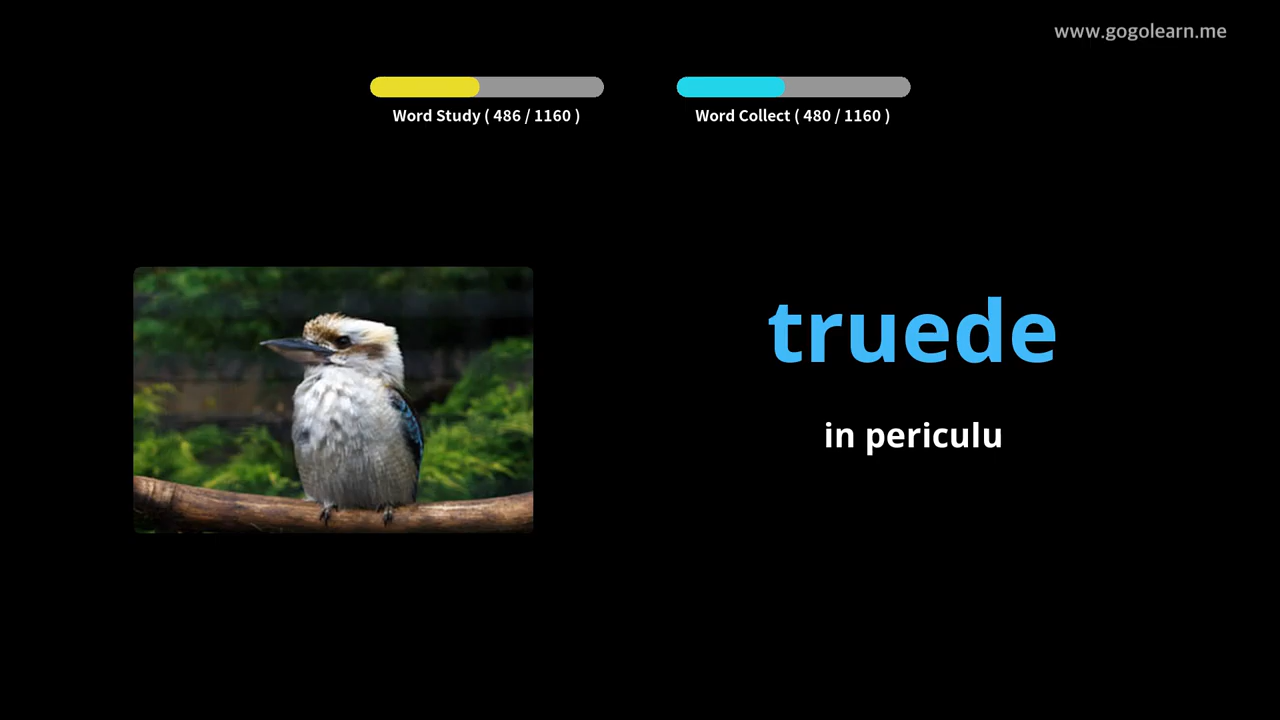 www.gogolearn.me
Word Study ( 486 / 1160 )
Word Collect ( 480 / 1160 )
truede
in periculu